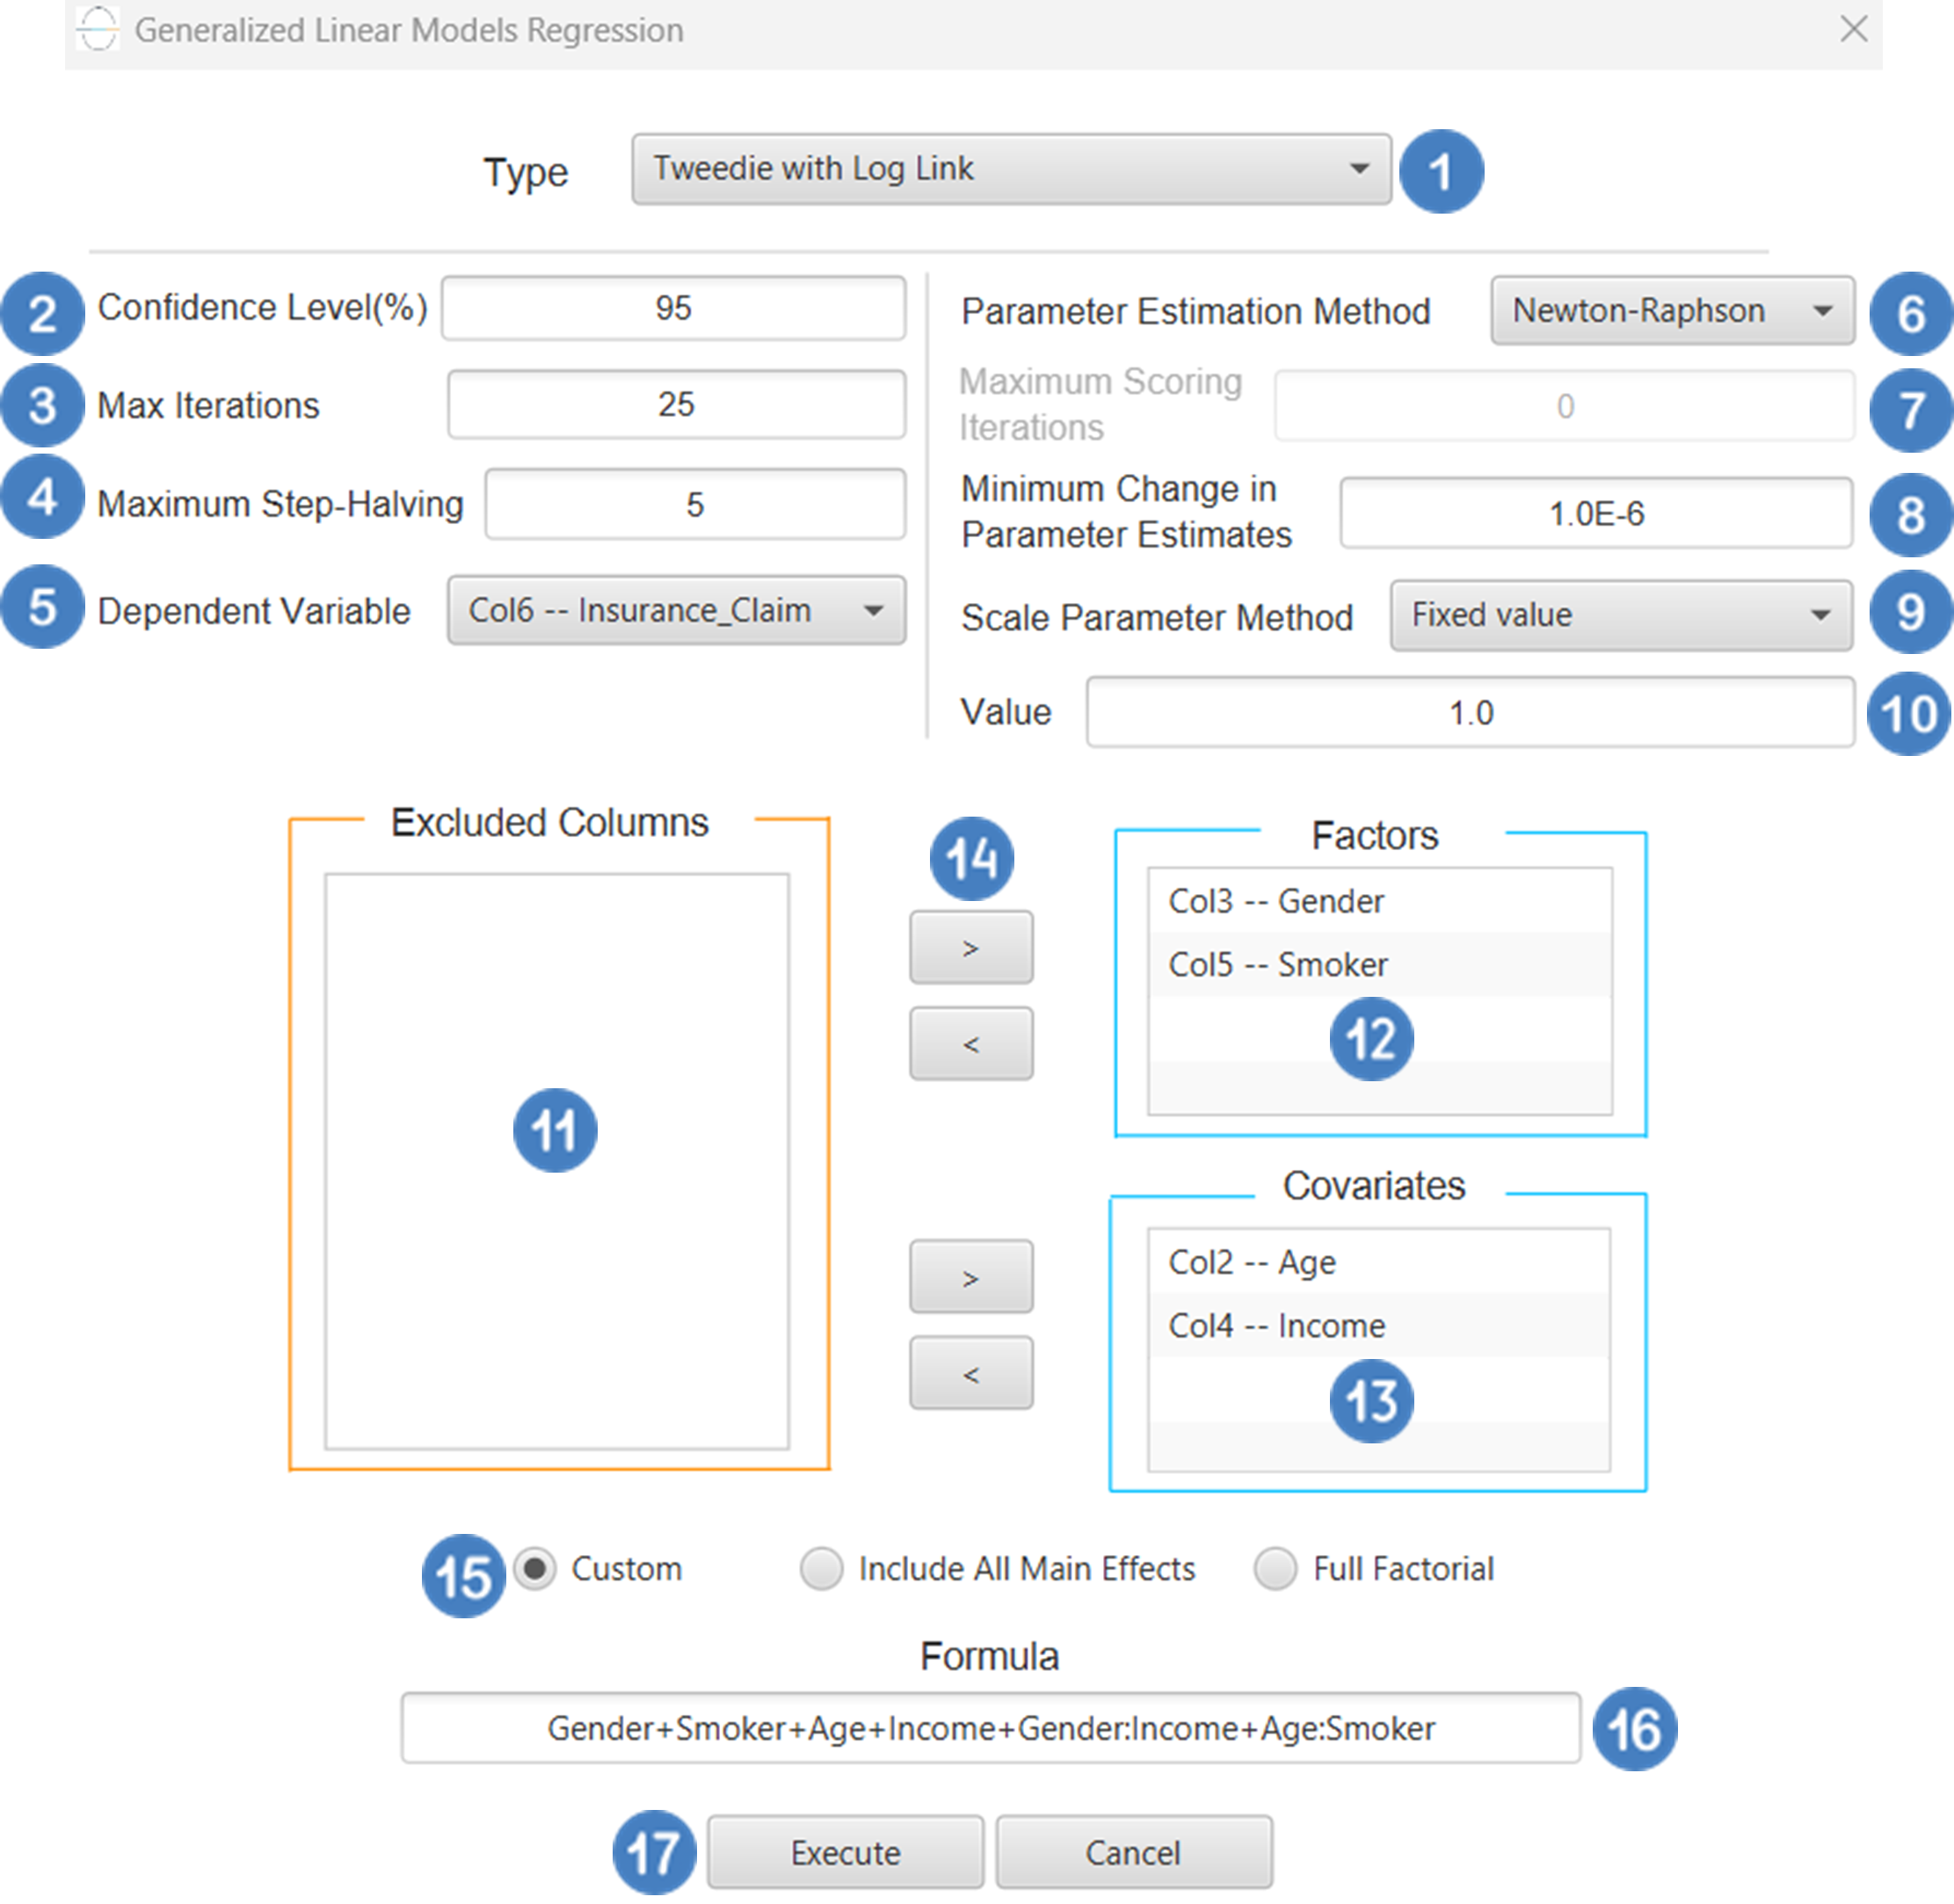 Generalized Linear Models Regression
Type
Tweedie with Log Link
1
2
Confidence Level(%)
95
3
Max Iterations
25
4
Maximum Step-Halving
5
5
Dependent Variable
Col6 -- Insurance_Claim
Parameter Estimation Method
Newton-Raphson
6
Maximum Scoring
Iterations
0
7
Minimum Change in
Parameter Estimates
1.0E-6
8
Scale Parameter Method
Fixed value
9
Value
1.0
10
Excluded Columns
11
14
>
<
>
<
Factors
Col3 -- Gender
Col5 -- Smoker
12
Covariates
Col2 -- Age
Col4 -- Income
13
15
Custom
Include All Main Effects
Full Factorial
Formula
Gender+Smoker+Age+Income+Gender:Income+Age:Smoker
16
17
Execute
Cancel